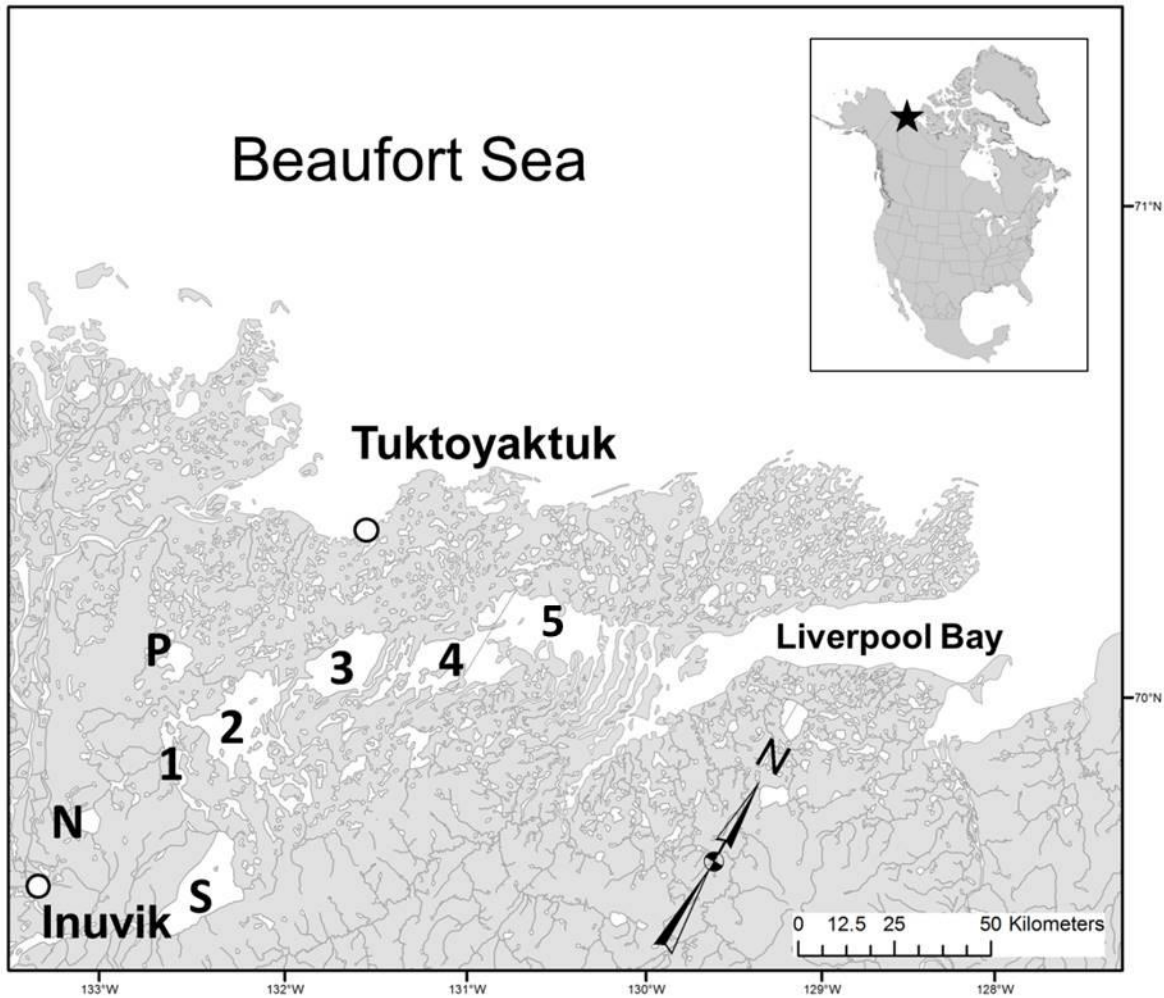 Beaufort Sea
71°N
Tuktoyaktuk
5
Liverpool Bay
P
3
4
2
70°N
1
N
N
S
Inuvik
0 12.5 25 50 Kilometers
133°W 132°W 131°W 130°W 129°W 128°W